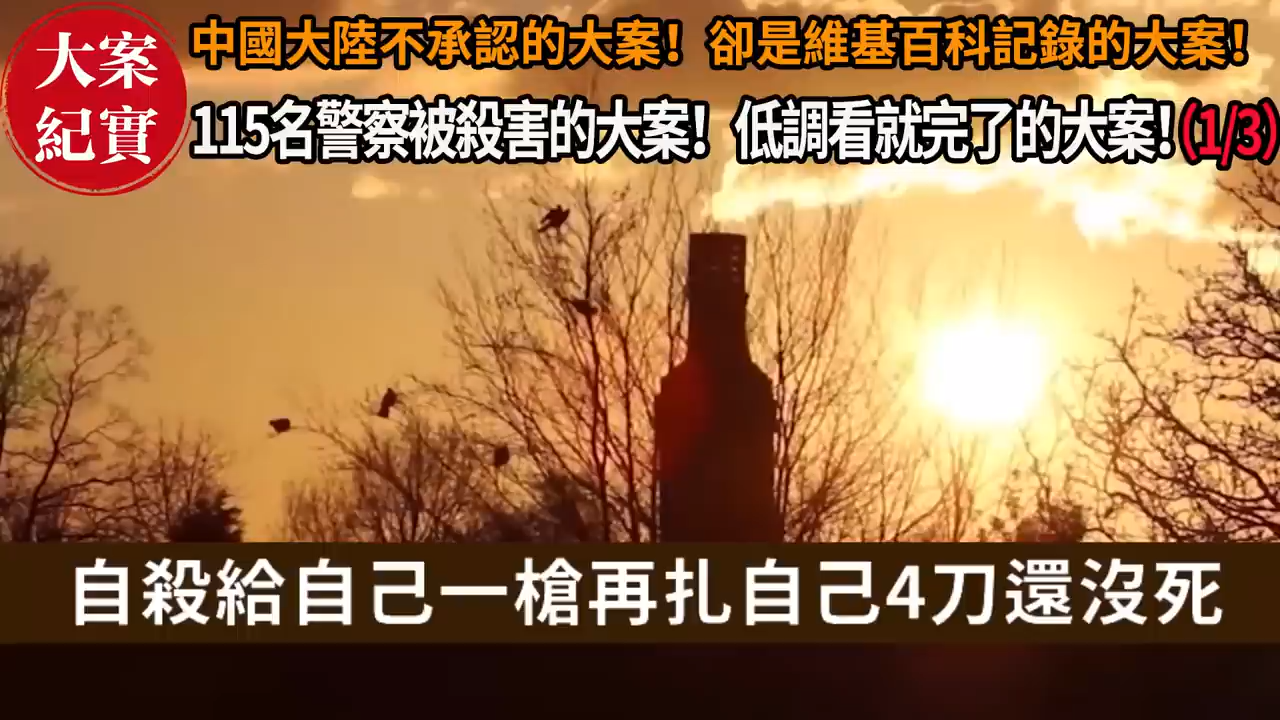 大案
紀實
中國大陸不承認的大案！卻是維基百科記錄的大案！
115名警察被殺害的大案！低調看就完了的大案！(1/3)
自殺給自己一槍再扎自己4刀還沒死